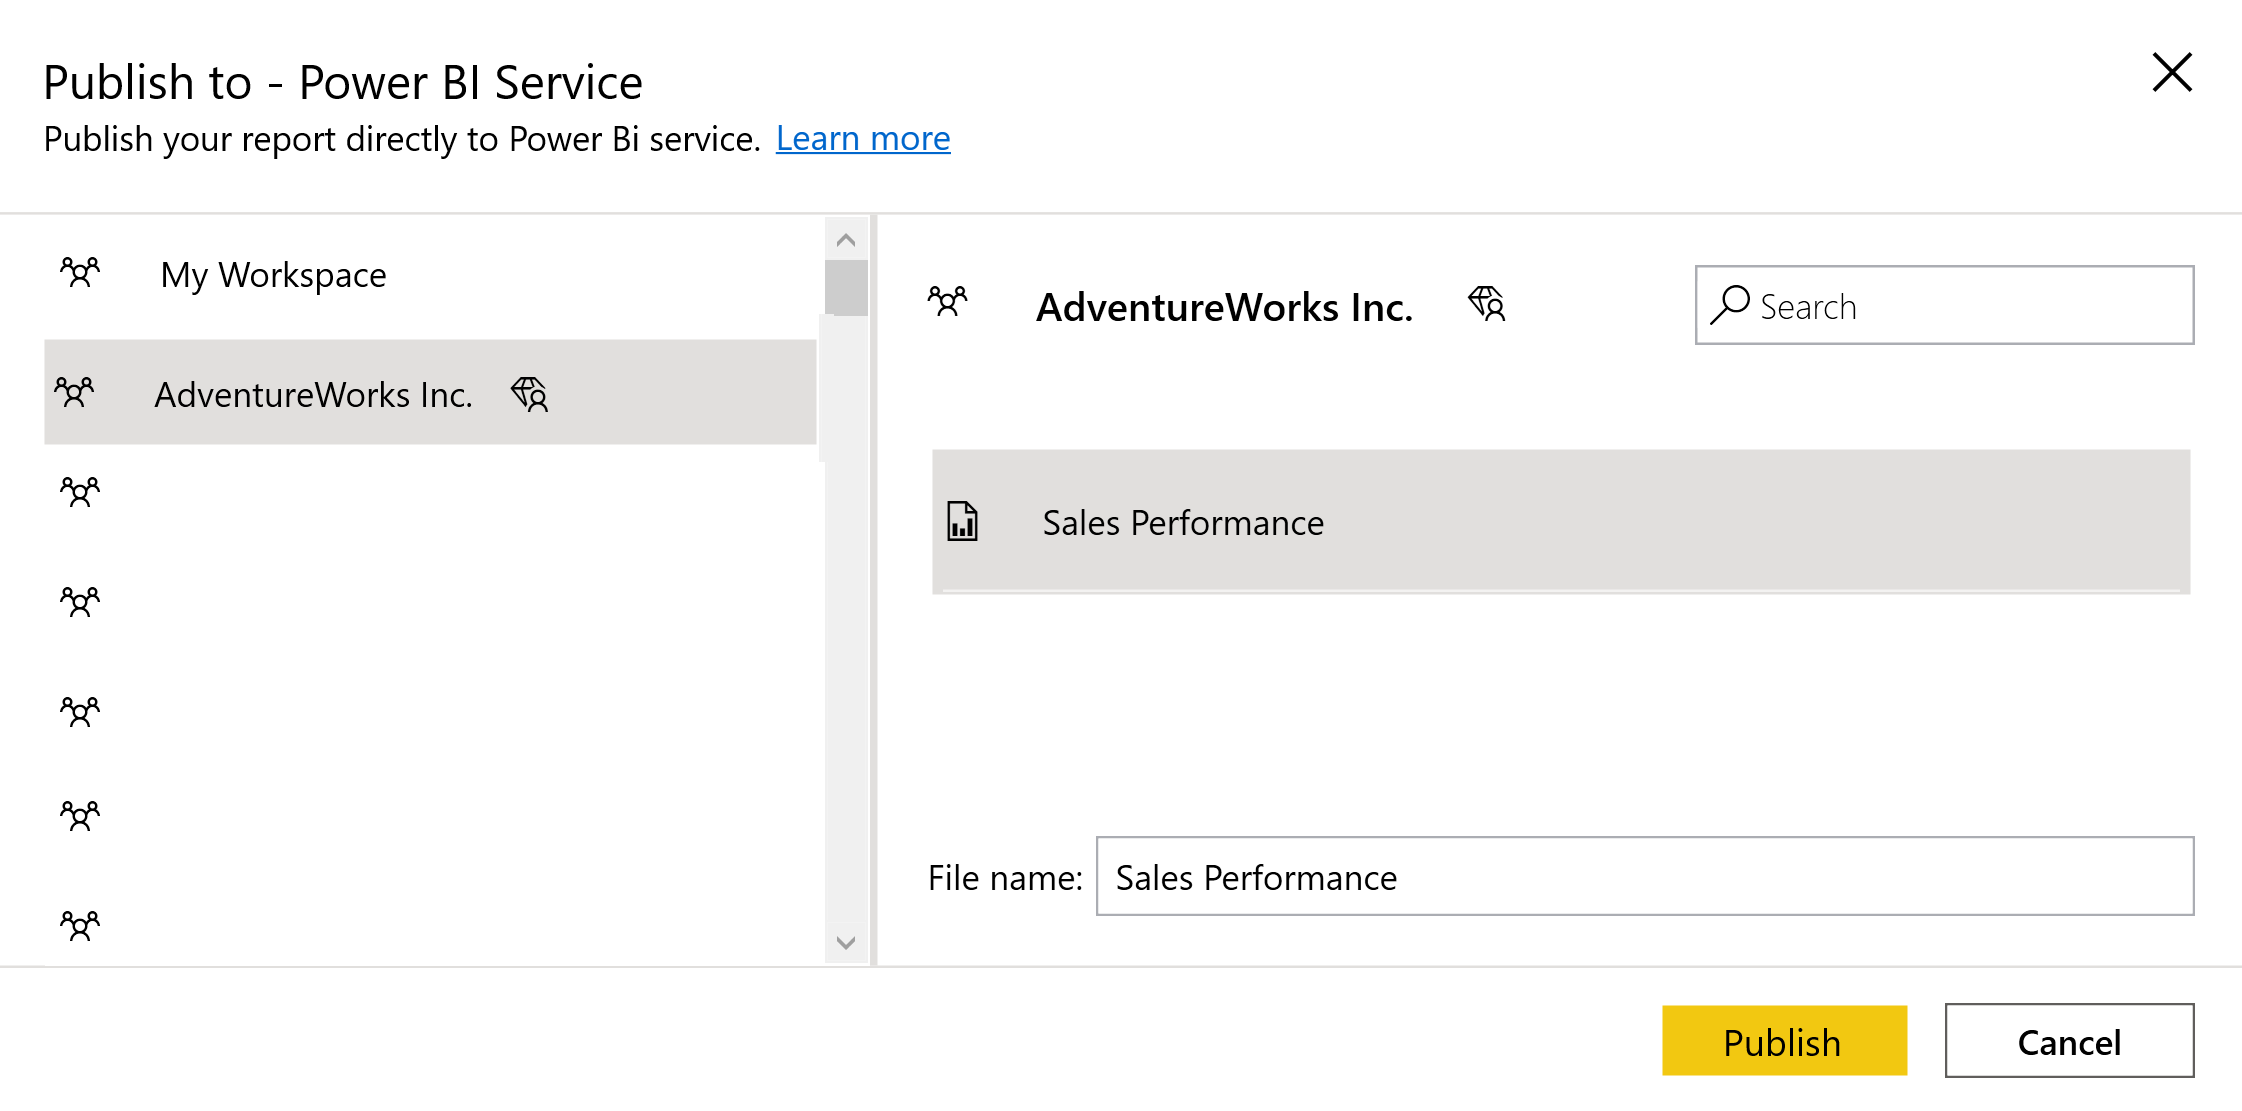 Publish to - Power BI Service
Publish your report directly to Power Bi service. Learn more
My Workspace
AdventureWorks Inc.
AdventureWorks Inc.
Search
Sales Performance
File name: Sales Performance
Publish
Cancel